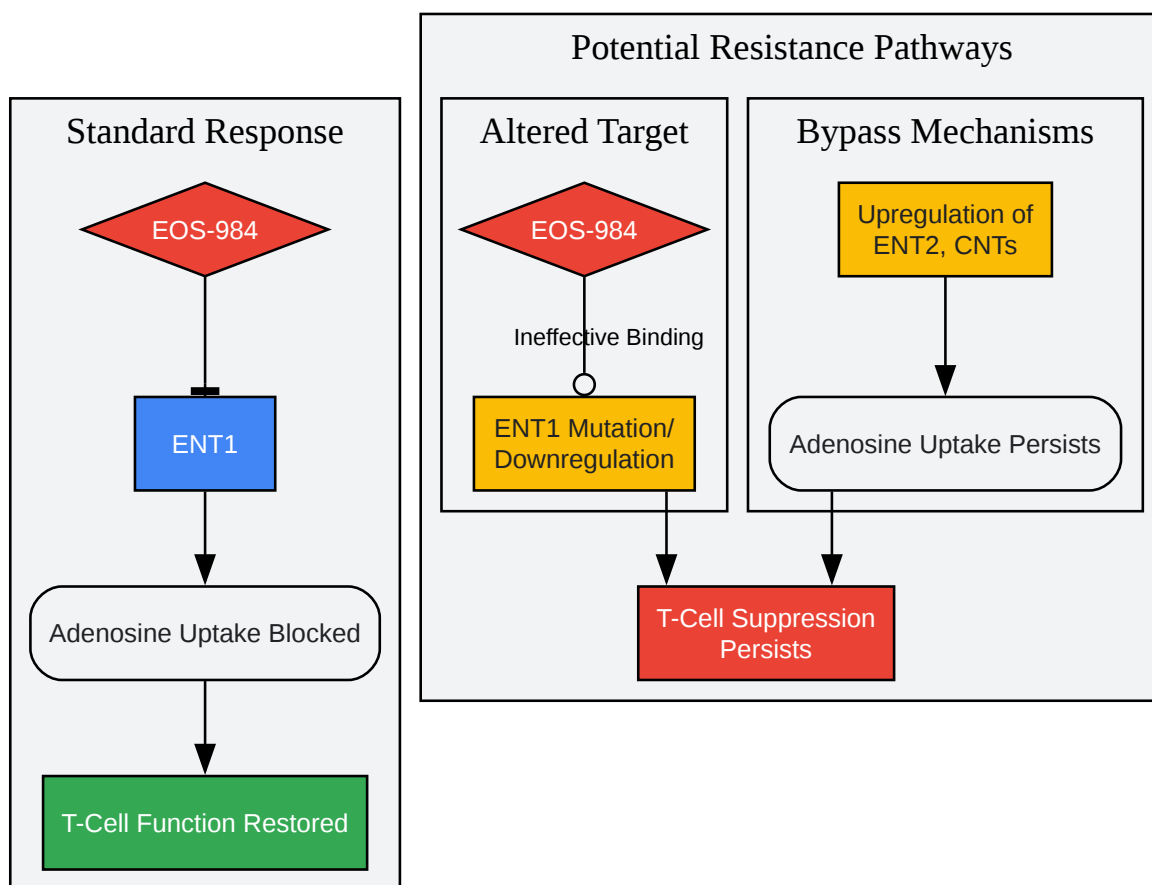 Potential Resistance Pathways
Standard Response
EOS-984
ENT1
Adenosine Uptake Blocked
T-Cell Function Restored
Altered Target
EOS-984
Ineffective Binding
ENT1 Mutation/
Downregulation
Bypass Mechanisms
Upregulation of
ENT2, CNTs
Adenosine Uptake Persists
T-Cell Suppression
Persists